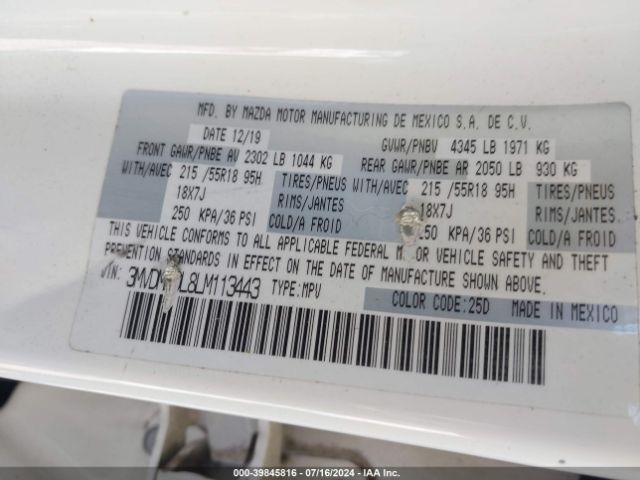 MFD. BY MAZDA MOTOR MANUFACTURING DE MEXICO S.A. DE C.V.
DATE 12/19 GVWR/PNBV 4345 LB 1971 KG
FRONT GAWR/PNBE AV 2302 LB 1044 KG REAR GAWR/PNBE AR 2050 LB 930 KG
WITH/AVEC 215 /55R18 95H TIRES/PNEUS WITH/AVEC 215 /55R18 95H TIRES/PNEUS
18X7J RIMS/JANTES 18X7J RIMS/JANTES
250 KPA/36 PSI COLD/A FROID 250 KPA/36 PSI COLD/A FROID
THIS VEHICLE CONFORMS TO ALL APPLICABLE FEDERAL MOTOR VEHICLE SAFETY AND THEFT
PREVENTION STANDARDS IN EFFECT ON THE DATE OF MANUFACTURE SHOWN ABOVE.
VIN: L8LM113443 TYPE:MPV
COLOR CODE:25D MADE IN MEXICO
000-39845816 - 07/16/2024 - IAA Inc.